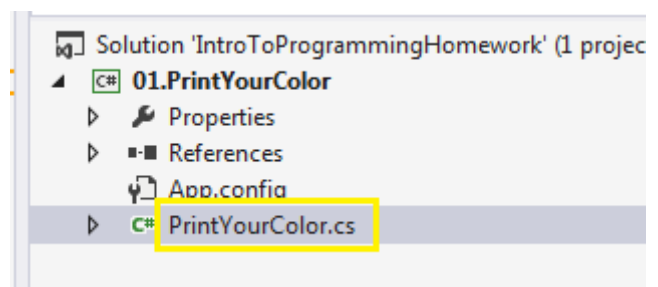 Solution 'IntroToProgrammingHomework' (1 projec
C# 01.PrintYourColor
Properties
References
App.config
C# PrintYourColor.cs